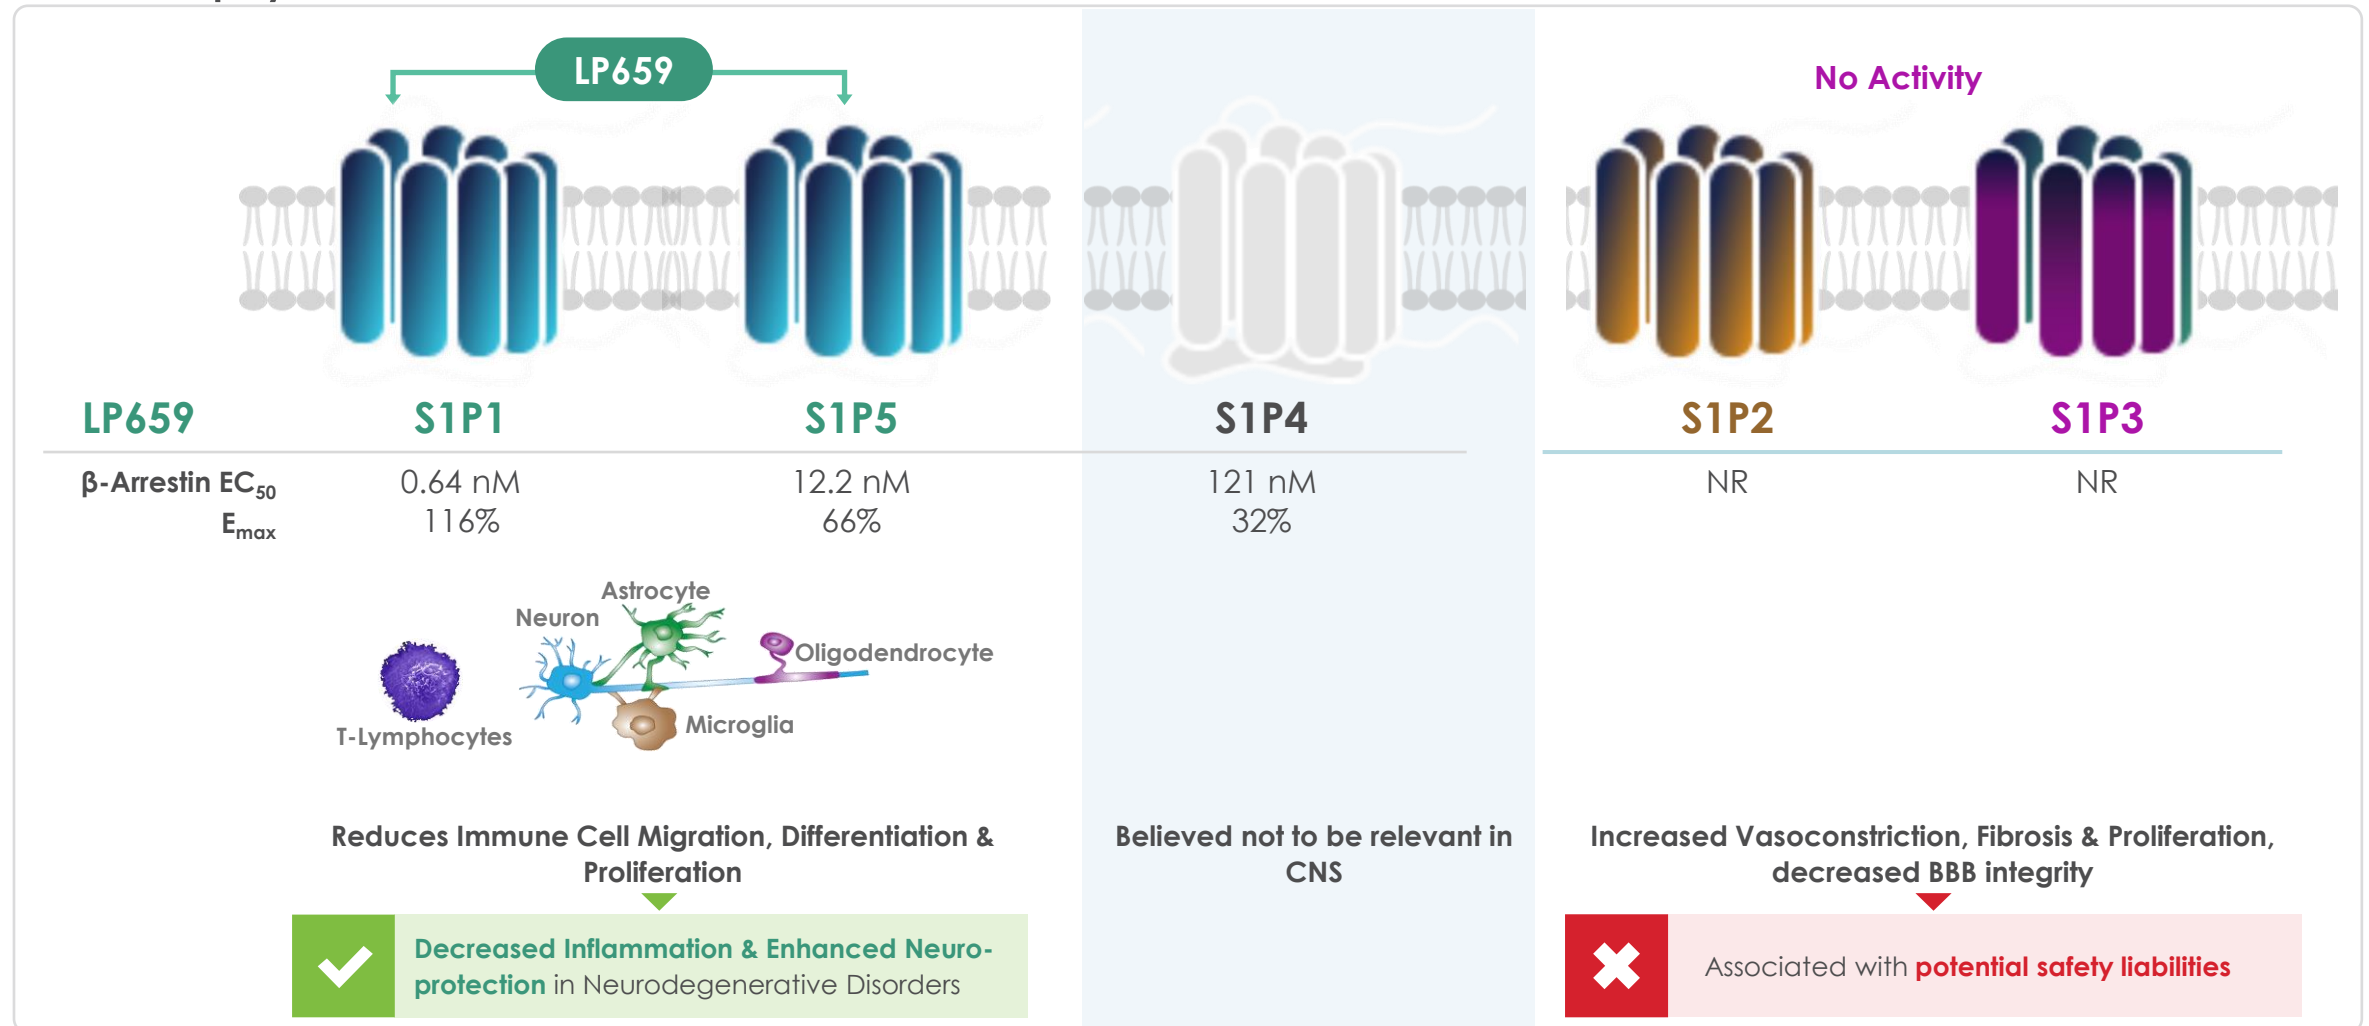 LP659
No Activity
LP659 S1P1 S1P5 S1P4 S1P2 S1P3
β-Arrestin EC50 0.64 nM 12.2 nM 121 nM NR NR
Emax 116% 66% 32%
Astrocyte
Neuron
Oligodendrocyte
Microglia
T-Lymphocytes
Reduces Immune Cell Migration, Differentiation &
Proliferation
Believed not to be relevant in
CNS
Increased Vasoconstriction, Fibrosis & Proliferation,
decreased BBB integrity
Decreased Inflammation & Enhanced Neuro-
protection in Neurodegenerative Disorders
Associated with potential safety liabilities